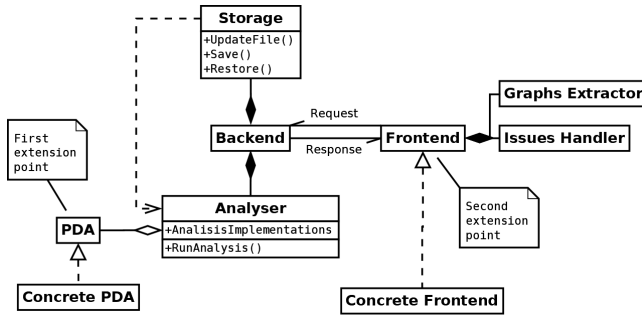 Storage
+UpdateFile()
+Save()
+Restore()
Graphs Extractor
Request
Backend
Frontend
Issues Handler
Response
First
extension
point
Analyser
+AnalisisImplementations
+RunAnalysis()
Second
extension
point
PDA
Concrete PDA
Concrete Frontend